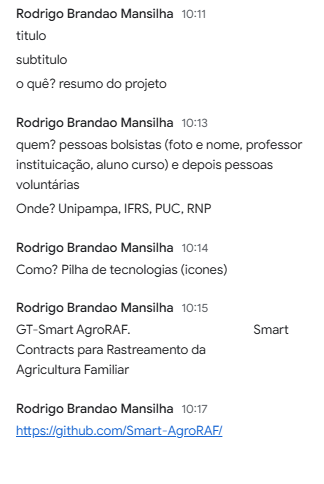 Rodrigo Brandao Mansilha 10:11
titulo
subtitulo
o quê? resumo do projeto
Rodrigo Brandao Mansilha 10:13
quem? pessoas bolsistas (foto e nome, professor
instituicação, aluno curso) e depois pessoas
voluntárias
Onde? Unipampa, IFRS, PUC, RNP
Rodrigo Brandao Mansilha 10:14
Como? Pilha de tecnologias (icones)
Rodrigo Brandao Mansilha 10:15
GT-Smart AgroRAF. Smart
Contracts para Rastreamento da
Agricultura Familiar
Rodrigo Brandao Mansilha 10:17
https://github.com/Smart-AgroRAF/